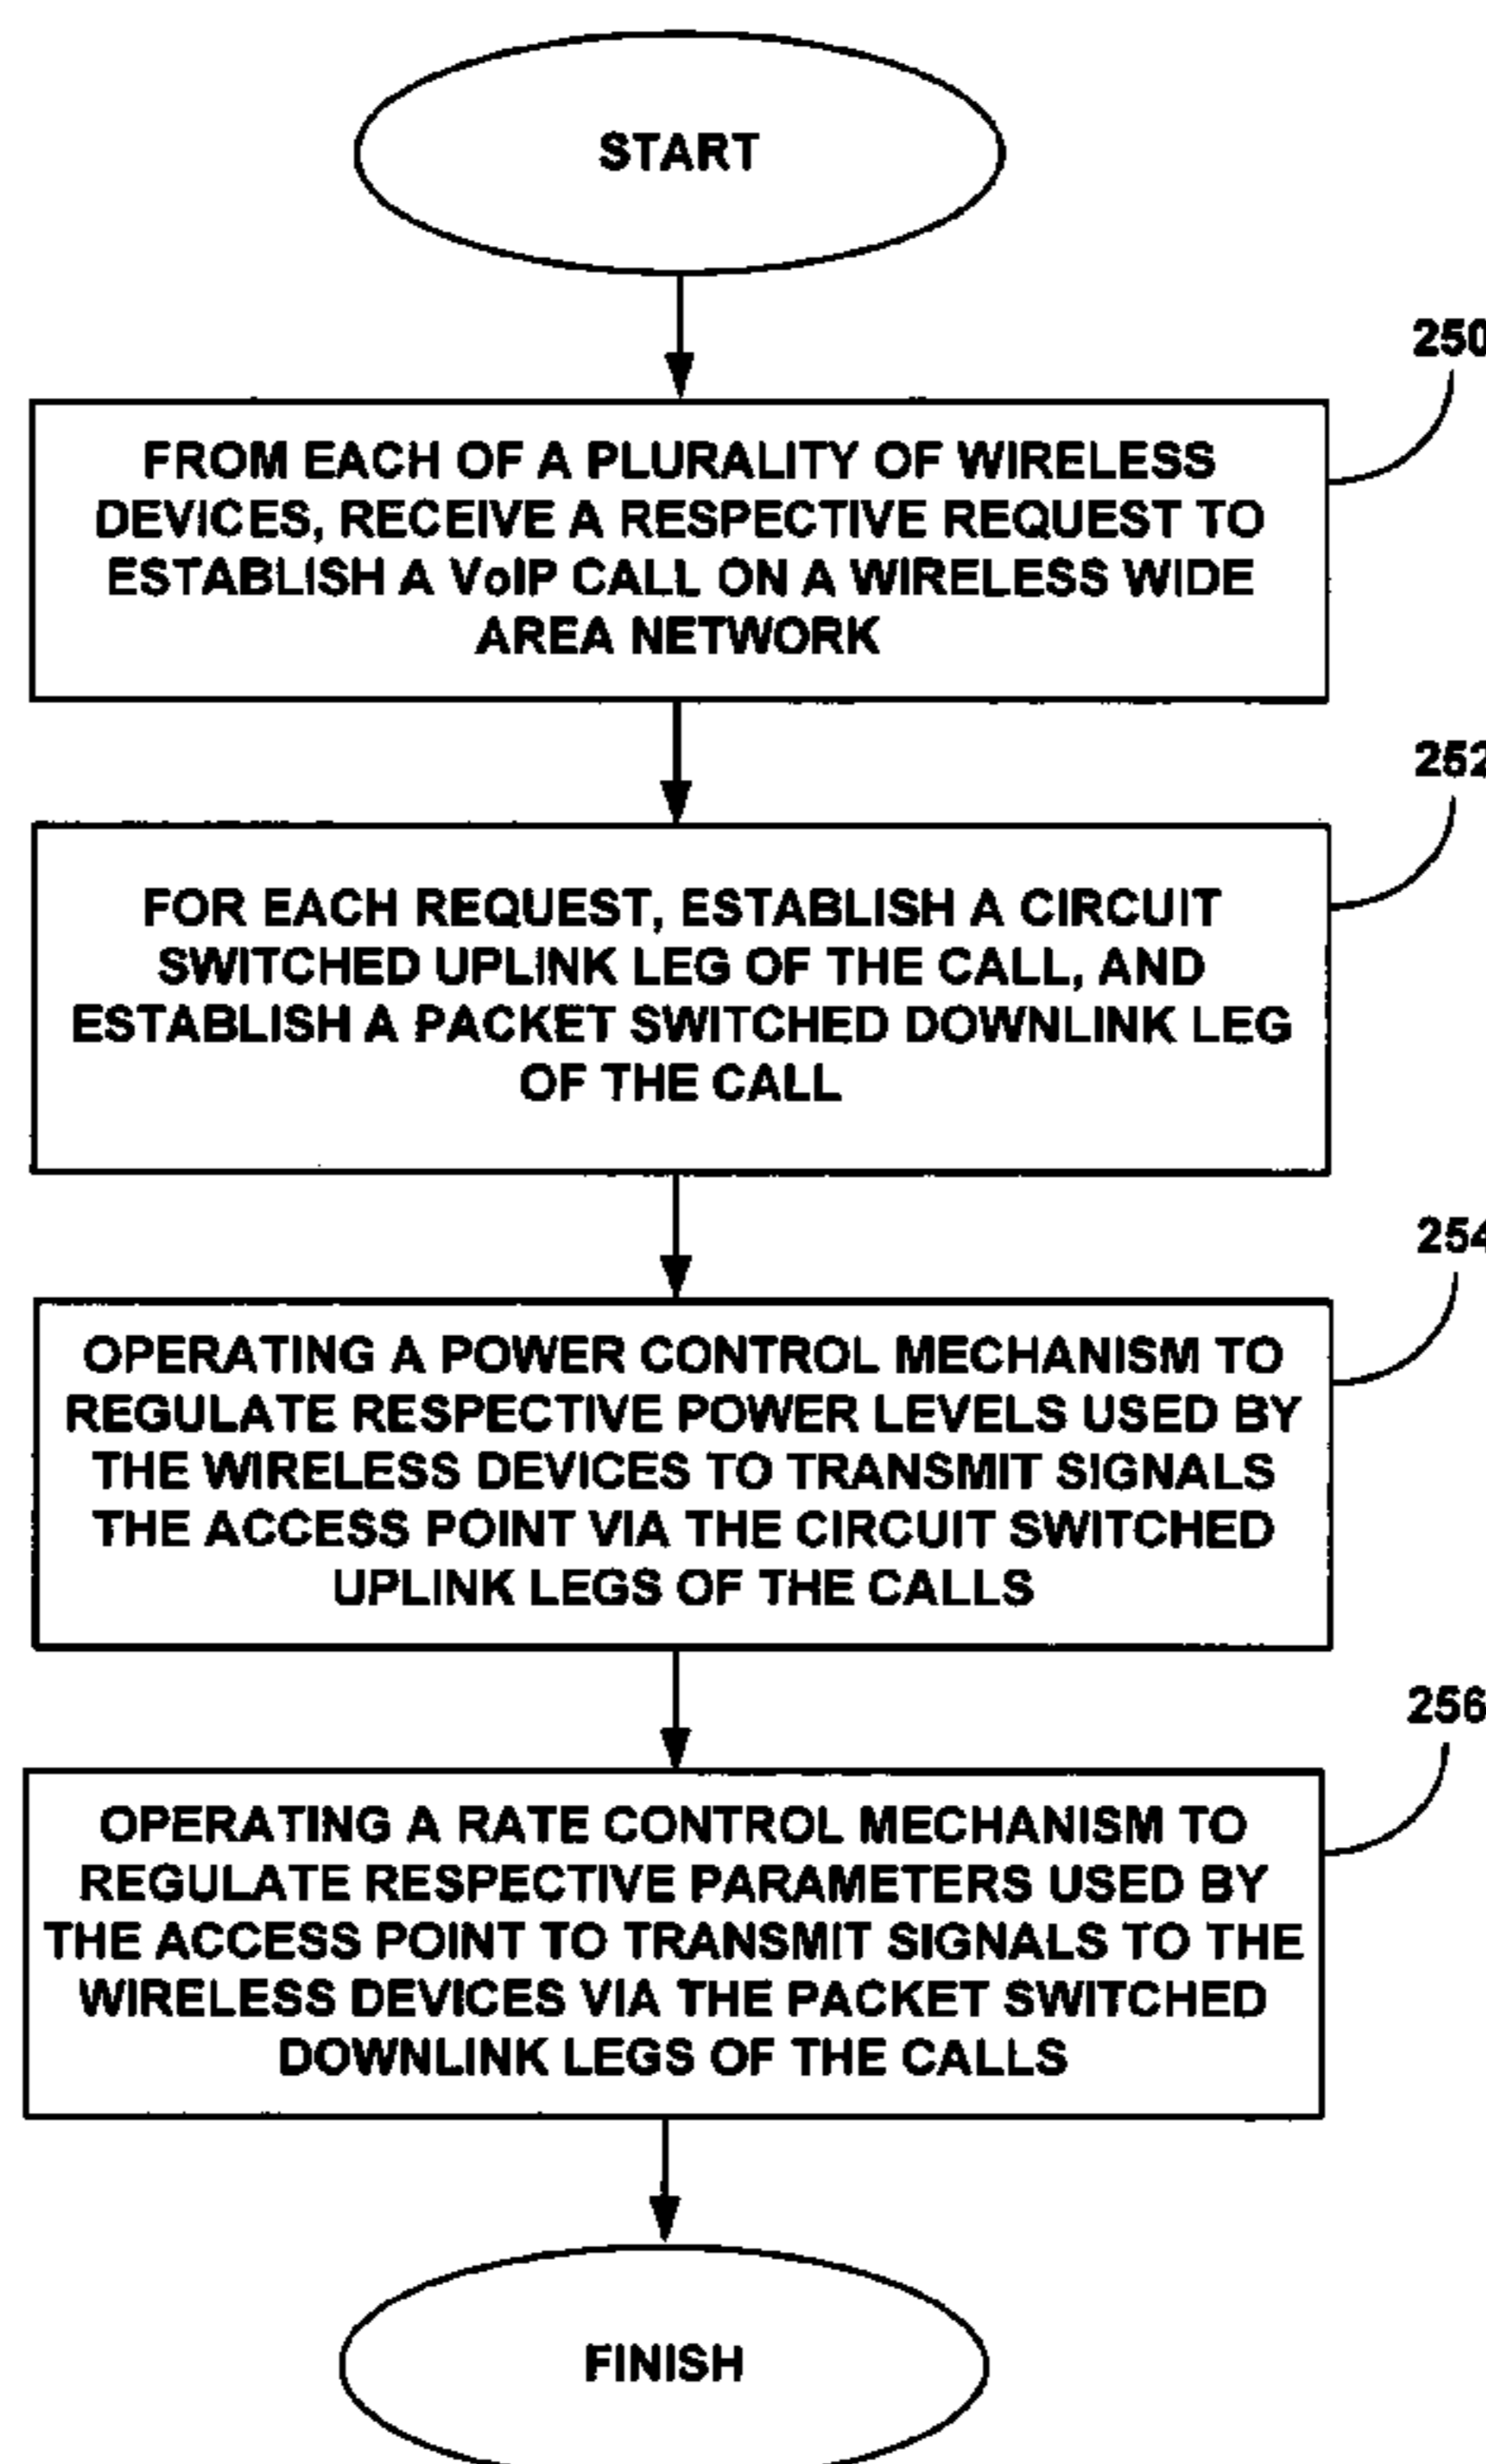 START
250
FROM EACH OF A PLURALITY OF WIRELESS
DEVICES, RECEIVE A RESPECTIVE REQUEST TO
ESTABLISH A VoIP CALL ON A WIRELESS WIDE
AREA NETWORK
252
FOR EACH REQUEST, ESTABLISH A CIRCUIT
SWITCHED UPLINK LEG OF THE CALL, AND
ESTABLISH A PACKET SWITCHED DOWNLINK LEG
OF THE CALL
254
OPERATING A POWER CONTROL MECHANISM TO
REGULATE RESPECTIVE POWER LEVELS USED BY
THE WIRELESS DEVICES TO TRANSMIT SIGNALS
THE ACCESS POINT VIA THE CIRCUIT SWITCHED
UPLINK LEGS OF THE CALLS
256
OPERATING A RATE CONTROL MECHANISM TO
REGULATE RESPECTIVE PARAMETERS USED BY
THE ACCESS POINT TO TRANSMIT SIGNALS TO THE
WIRELESS DEVICES VIA THE PACKET SWITCHED
DOWNLINK LEGS OF THE CALLS
FINISH